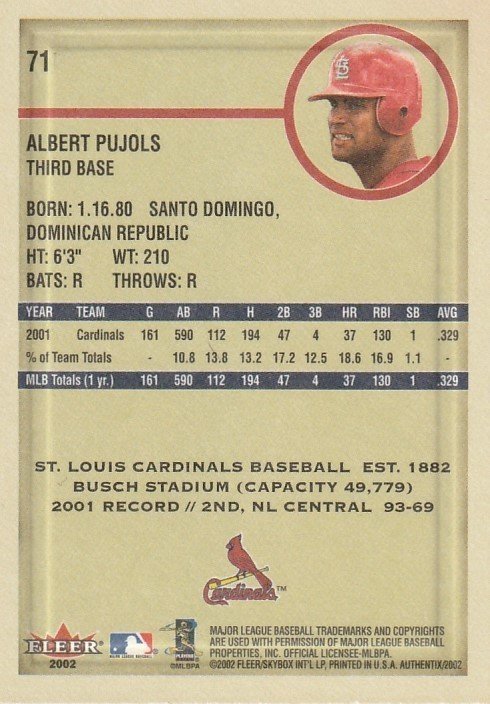 71
ALBERT PUJOLS
THIRD BASE
BORN: 1.16.80 SANTO DOMINGO,
DOMINICAN REPUBLIC
HT: 6'3" WT: 210
BATS: R THROWS: R
YEAR TEAM G AB R H 2B 3B HR RBI SB AVG
2001 Cardinals 161 590 112 194 47 4 37 130 1 .329
% of Team Totals - 10.8 13.8 13.2 17.2 12.5 18.6 16.9 1.1 -
MLB Totals (1 yr.) 161 590 112 194 47 4 37 130 1 .329
ST. LOUIS CARDINALS BASEBALL EST. 1882
BUSCH STADIUM (CAPACITY 49,779)
2001 RECORD // 2ND, NL CENTRAL 93-69
Cardinals™
FLEER
2002
MAJOR LEAGUE BASEBALL
PLAYERS
©MLBPA
MAJOR LEAGUE BASEBALL TRADEMARKS AND COPYRIGHTS
ARE USED WITH PERMISSION OF MAJOR LEAGUE BASEBALL
PROPERTIES, INC. OFFICIAL LICENSEE-MLBPA.
©2002 FLEER/SKYBOX INT'L LP, PRINTED IN U.S.A. AUTHENTIX/2002